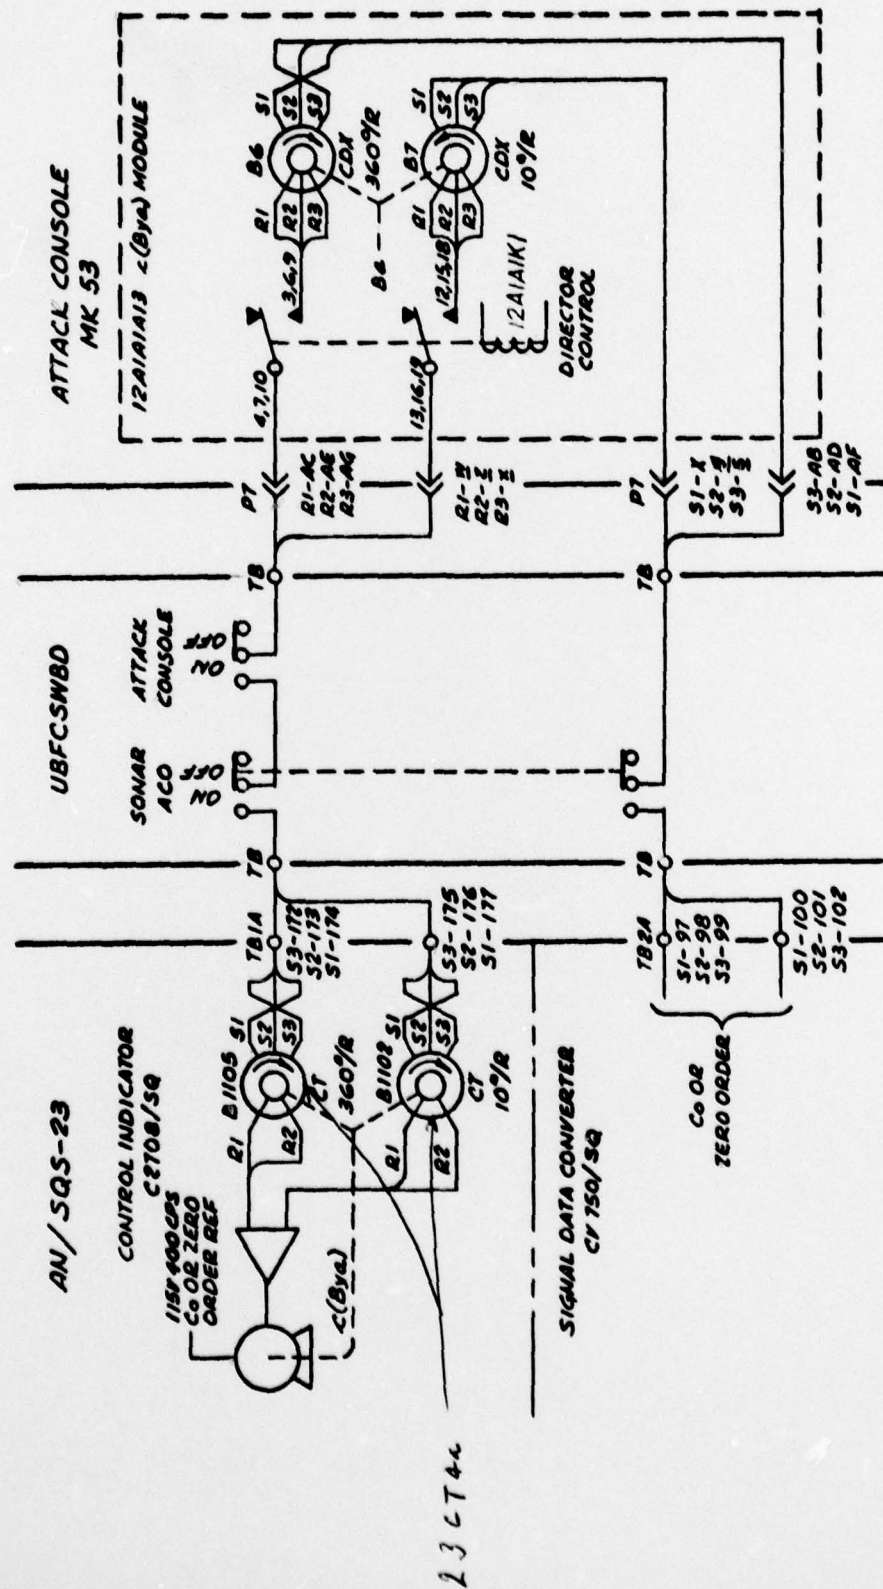 AN/SQS-23
UBFCSWBD
ATTACK CONSOLE
MK 53
CONTROL INDICATOR
C2708/SQ
115V 400 CPS
Co OR ZERO
ORDER REF
B1105
R1
R2
S1
S2
S3
CT
360°/R
c(Bya)
B1102
R1
R2
S1
S2
S3
CT
10°/R
TB1A
S3-172
S2-173
S1-174
S3-175
S2-176
S1-177
TB
SONAR
ACO
ON
OFF
ATTACK
CONSOLE
ON
OFF
TB
P7
R1-AC
R2-AE
R3-AG
R1-W
R2-Z
R3-X
12A1A1A13 c(Bya) MODULE
4,7,10
3,6,9
R1
R2
R3
B6
S1
S2
S3
CDX
360°/R
Ba
13,16,19
12,15,18
R1
R2
R3
B7
S1
S2
S3
CDX
10°/R
12A1A1K1
DIRECTOR
CONTROL
SIGNAL DATA CONVERTER
CV 750/SQ
Co OR
ZERO ORDER
TB2A
S1-97
S2-98
S3-99
S1-100
S2-101
S3-102
TB
TB
P7
S1-X
S3-S
S3-AB
S2-AD
S1-AF
23CT4c